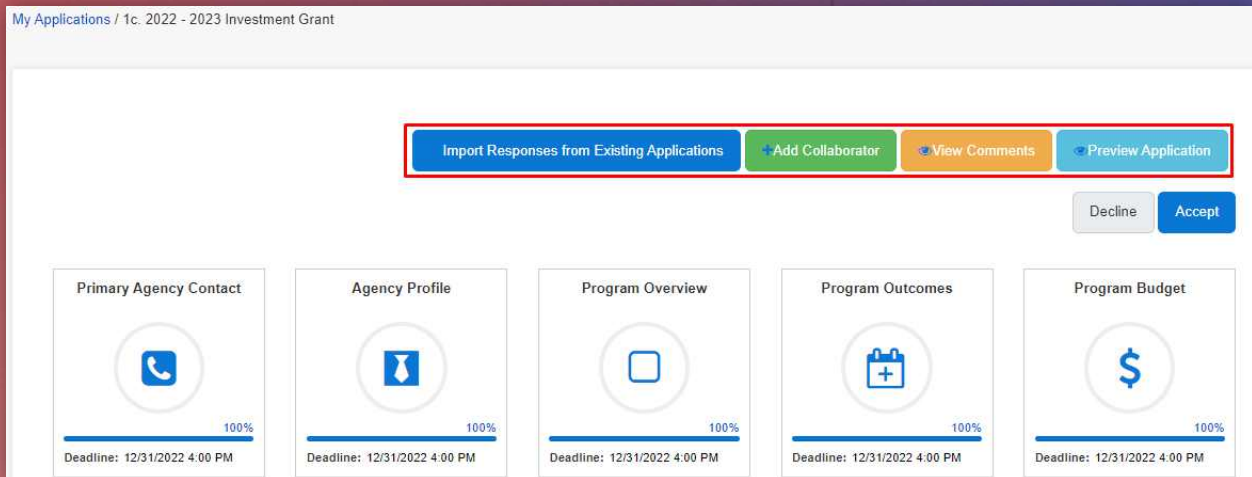 My Applications / 1c. 2022 - 2023 Investment Grant
Import Responses from Existing Applications
+Add Collaborator
View Comments
Preview Application
Decline
Accept
Primary Agency Contact
100%
Deadline: 12/31/2022 4:00 PM
Agency Profile
100%
Deadline: 12/31/2022 4:00 PM
Program Overview
100%
Deadline: 12/31/2022 4:00 PM
Program Outcomes
100%
Deadline: 12/31/2022 4:00 PM
Program Budget
$
100%
Deadline: 12/31/2022 4:00 PM